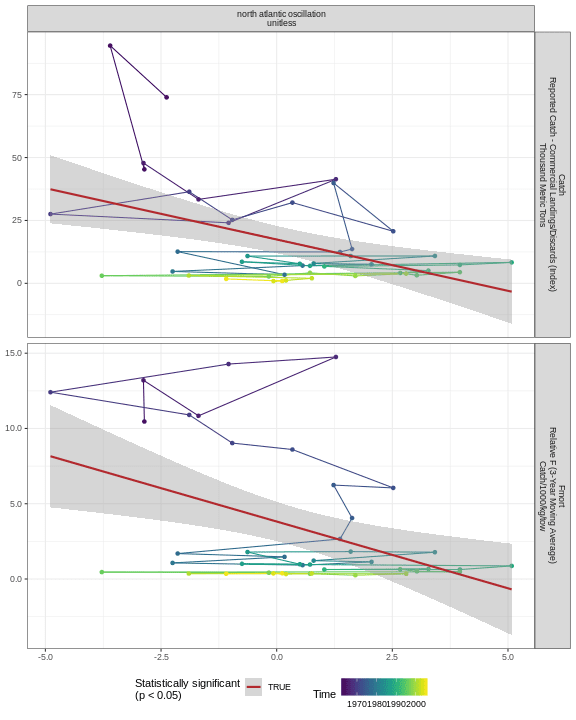 north atlantic oscillation
unitless
75
50
25
0
Catch
Reported Catch - Commercial Landings/Discards (Index)
Thousand Metric Tons
15.0
10.0
5.0
0.0
Fmort
Relative F (3-Year Moving Average)
Catch/1000/kg/tow
-5.0
-2.5
0.0
2.5
5.0
Statistically significant
(p < 0.05)
TRUE
Time
1970198019902000